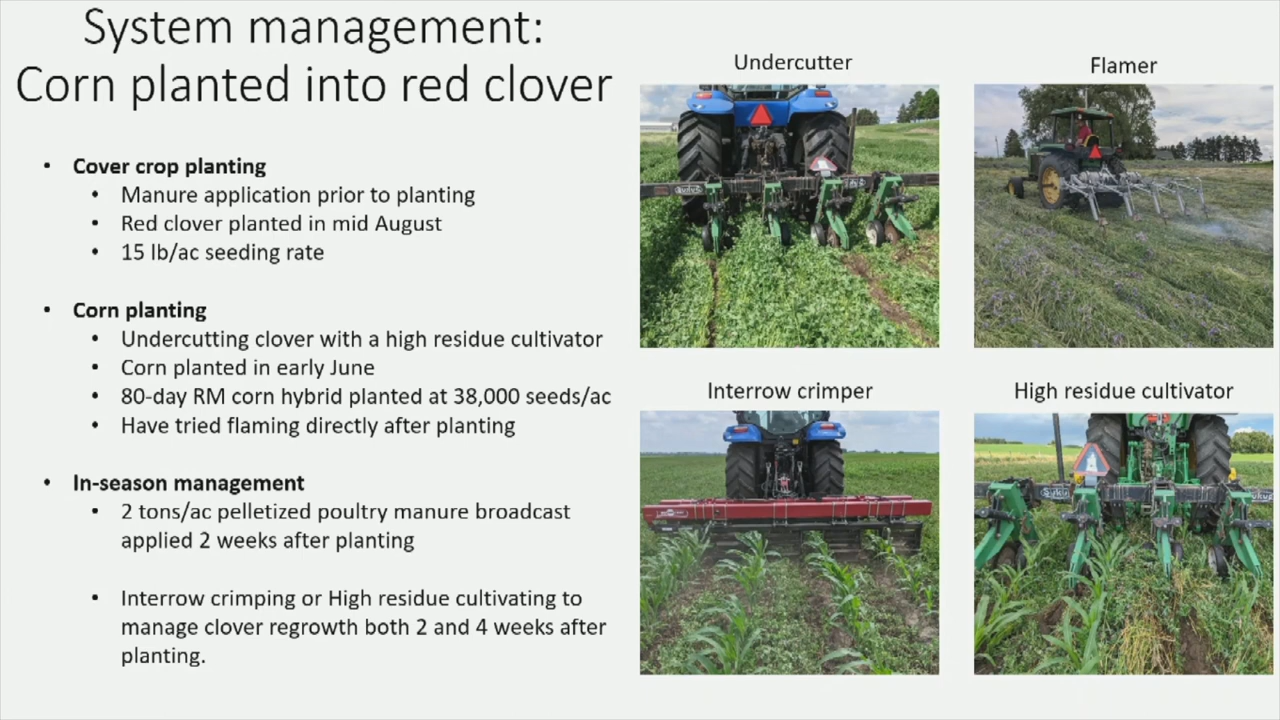 System management:
Corn planted into red clover
• Cover crop planting
• Manure application prior to planting
• Red clover planted in mid August
• 15 lb/ac seeding rate
• Corn planting
• Undercutting clover with a high residue cultivator
• Corn planted in early June
• 80-day RM corn hybrid planted at 38,000 seeds/ac
• Have tried flaming directly after planting
• In-season management
• 2 tons/ac pelletized poultry manure broadcast
applied 2 weeks after planting
• Interrow crimping or High residue cultivating to
manage clover regrowth both 2 and 4 weeks after
planting.
Undercutter
Flamer
Interrow crimper
High residue cultivator